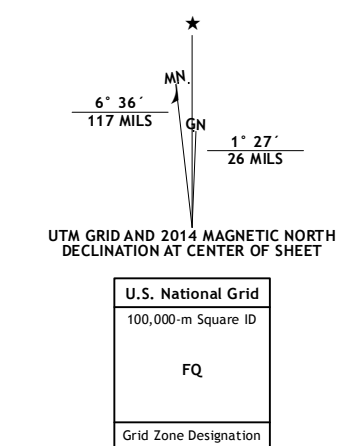 ★
MN.
GN
6° 36´
117 MILS
1° 27´
26 MILS
UTM GRID AND 2014 MAGNETIC NORTH
DECLINATION AT CENTER OF SHEET
U.S. National Grid
100,000-m Square ID
FQ
Grid Zone Designation